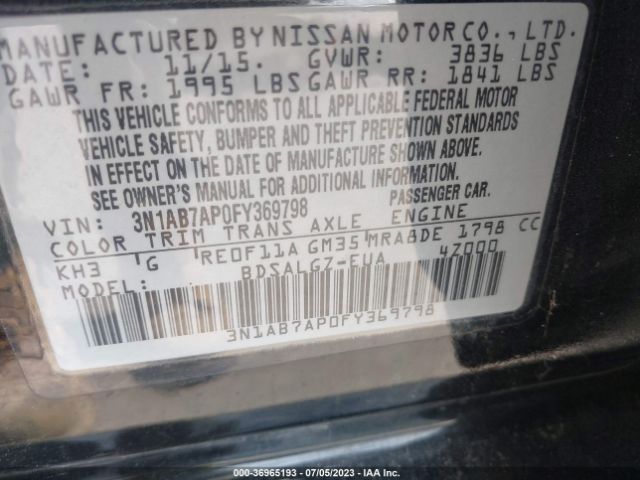 MANUFACTURED BY NISSAN MOTOR CO., LTD.
DATE: 11/15. GVWR: 3836 LBS
GAWR FR: 1995 LBS GAWR RR: 1841 LBS
THIS VEHICLE CONFORMS TO ALL APPLICABLE FEDERAL MOTOR
VEHICLE SAFETY, BUMPER AND THEFT PREVENTION STANDARDS
IN EFFECT ON THE DATE OF MANUFACTURE SHOWN ABOVE.
SEE OWNER'S MANUAL FOR ADDITIONAL INFORMATION.
VIN: 3N1AB7AP0FY369798 PASSENGER CAR.
COLOR TRIM TRANS AXLE ENGINE
KH3 G RE0F11A GM35 MRA8DE 1798 CC
MODEL: BDSALGZ-EUA 4Z000
3N1AB7AP0FY369798
000-36965193 - 07/05/2023 - IAA Inc.